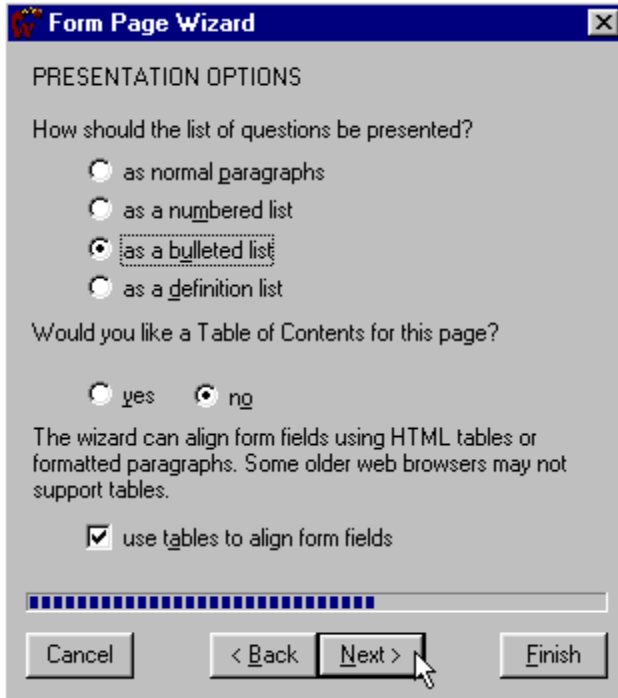 Form Page Wizard
PRESENTATION OPTIONS
How should the list of questions be presented?
as normal paragraphs
as a numbered list
as a bulleted list
as a definition list
Would you like a Table of Contents for this page?
yes no
The wizard can align form fields using HTML tables or
formatted paragraphs. Some older web browsers may not
support tables.
use tables to align form fields
Cancel < Back Next > Finish